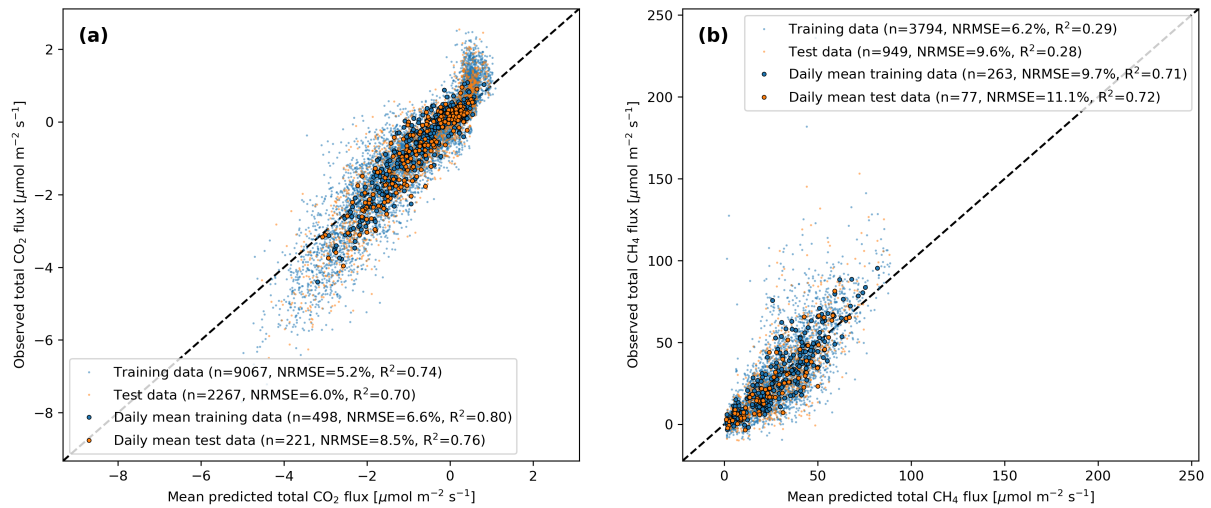 (a)
Observed total CO₂ flux [μmol m⁻² s⁻¹]
2
0
−2
−4
−6
−8
Training data (n=9067, NRMSE=5.2%, R²=0.74)
Test data (n=2267, NRMSE=6.0%, R²=0.70)
Daily mean training data (n=498, NRMSE=6.6%, R²=0.80)
Daily mean test data (n=221, NRMSE=8.5%, R²=0.76)
−8 −6 −4 −2 0 2
Mean predicted total CO₂ flux [μmol m⁻² s⁻¹]
(b)
Observed total CH₄ flux [μmol m⁻² s⁻¹]
250
200
150
100
50
0
Training data (n=3794, NRMSE=6.2%, R²=0.29)
Test data (n=949, NRMSE=9.6%, R²=0.28)
Daily mean training data (n=263, NRMSE=9.7%, R²=0.71)
Daily mean test data (n=77, NRMSE=11.1%, R²=0.72)
0 50 100 150 200 250
Mean predicted total CH₄ flux [μmol m⁻² s⁻¹]